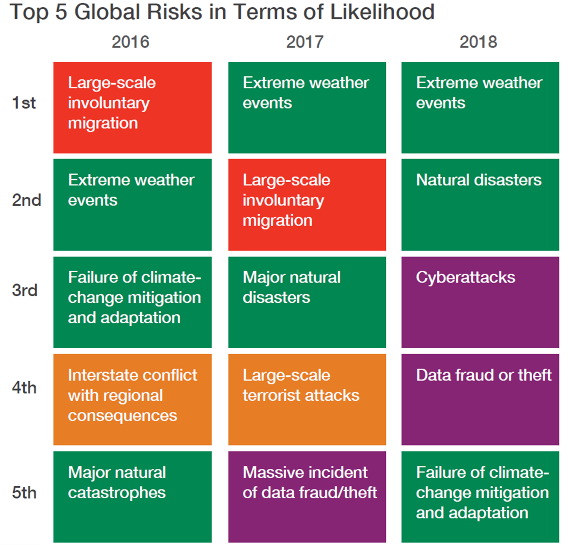 Top 5 Global Risks in Terms of Likelihood
2016 2017 2018
1st
Large-scale
involuntary
migration
Extreme weather
events
Extreme weather
events
2nd
Extreme weather
events
Large-scale
involuntary
migration
Natural disasters
3rd
Failure of climate-
change mitigation
and adaptation
Major natural
disasters
Cyberattacks
4th
Interstate conflict
with regional
consequences
Large-scale
terrorist attacks
Data fraud or theft
5th
Major natural
catastrophes
Massive incident
of data fraud/theft
Failure of climate-
change mitigation
and adaptation